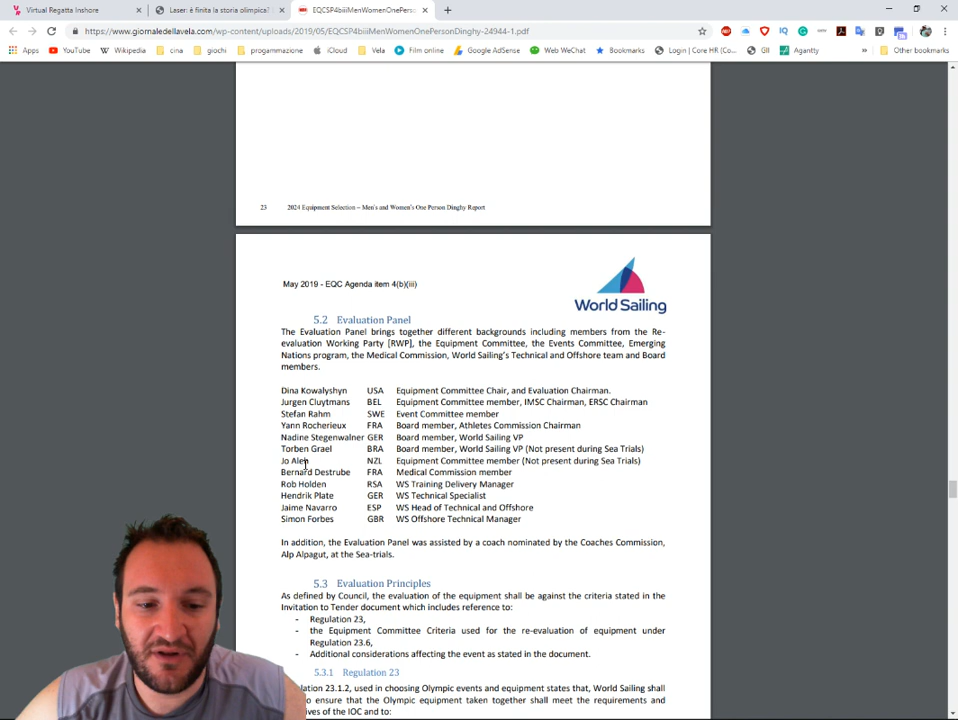 Virtual Regatta Inshore
Laser: è finita la storia olimpica?
EQCSP4biiiMenWomenOnePerso
https://www.giornaledellavela.com/wp-content/uploads/2019/05/EQCSP4biiiMenWomenOnePersonDinghy-24944-1.pdf
Apps YouTube Wikipedia cina giochi progammazione iCloud Vela Film online Google AdSense Web WeChat Bookmarks Login | Core HR (Co... GII Agantty » Other bookmarks
23 2024 Equipment Selection – Men's and Women's One Person Dinghy Report
May 2019 - EQC Agenda item 4(b)(iii)
World Sailing
5.2 Evaluation Panel
The Evaluation Panel brings together different backgrounds including members from the Re-
evaluation Working Party [RWP], the Equipment Committee, the Events Committee, Emerging
Nations program, the Medical Commission, World Sailing's Technical and Offshore team and Board
members.
Dina Kowalyshyn USA Equipment Committee Chair, and Evaluation Chairman.
Jurgen Cluytmans BEL Equipment Committee member, IMSC Chairman, ERSC Chairman
Stefan Rahm SWE Event Committee member
Yann Rocherieux FRA Board member, Athletes Commission Chairman
Nadine Stegenwalner GER Board member, World Sailing VP
Torben Grael BRA Board member, World Sailing VP (Not present during Sea Trials)
Jo Aleh NZL Equipment Committee member (Not present during Sea Trials)
Bernard Destrube FRA Medical Commission member
Rob Holden RSA WS Training Delivery Manager
Hendrik Plate GER WS Technical Specialist
Jaime Navarro ESP WS Head of Technical and Offshore
Simon Forbes GBR WS Offshore Technical Manager
In addition, the Evaluation Panel was assisted by a coach nominated by the Coaches Commission,
Alp Alpagut, at the Sea-trials.
5.3 Evaluation Principles
As defined by Council, the evaluation of the equipment shall be against the criteria stated in the
Invitation to Tender document which includes reference to:
- Regulation 23,
- the Equipment Committee Criteria used for the re-evaluation of equipment under
Regulation 23.6,
- Additional considerations affecting the event as stated in the document.
5.3.1 Regulation 23
lation 23.1.2, used in choosing Olympic events and equipment states that, World Sailing shall
o ensure that the Olympic equipment taken together shall meet the requirements and
ives of the IOC and to: